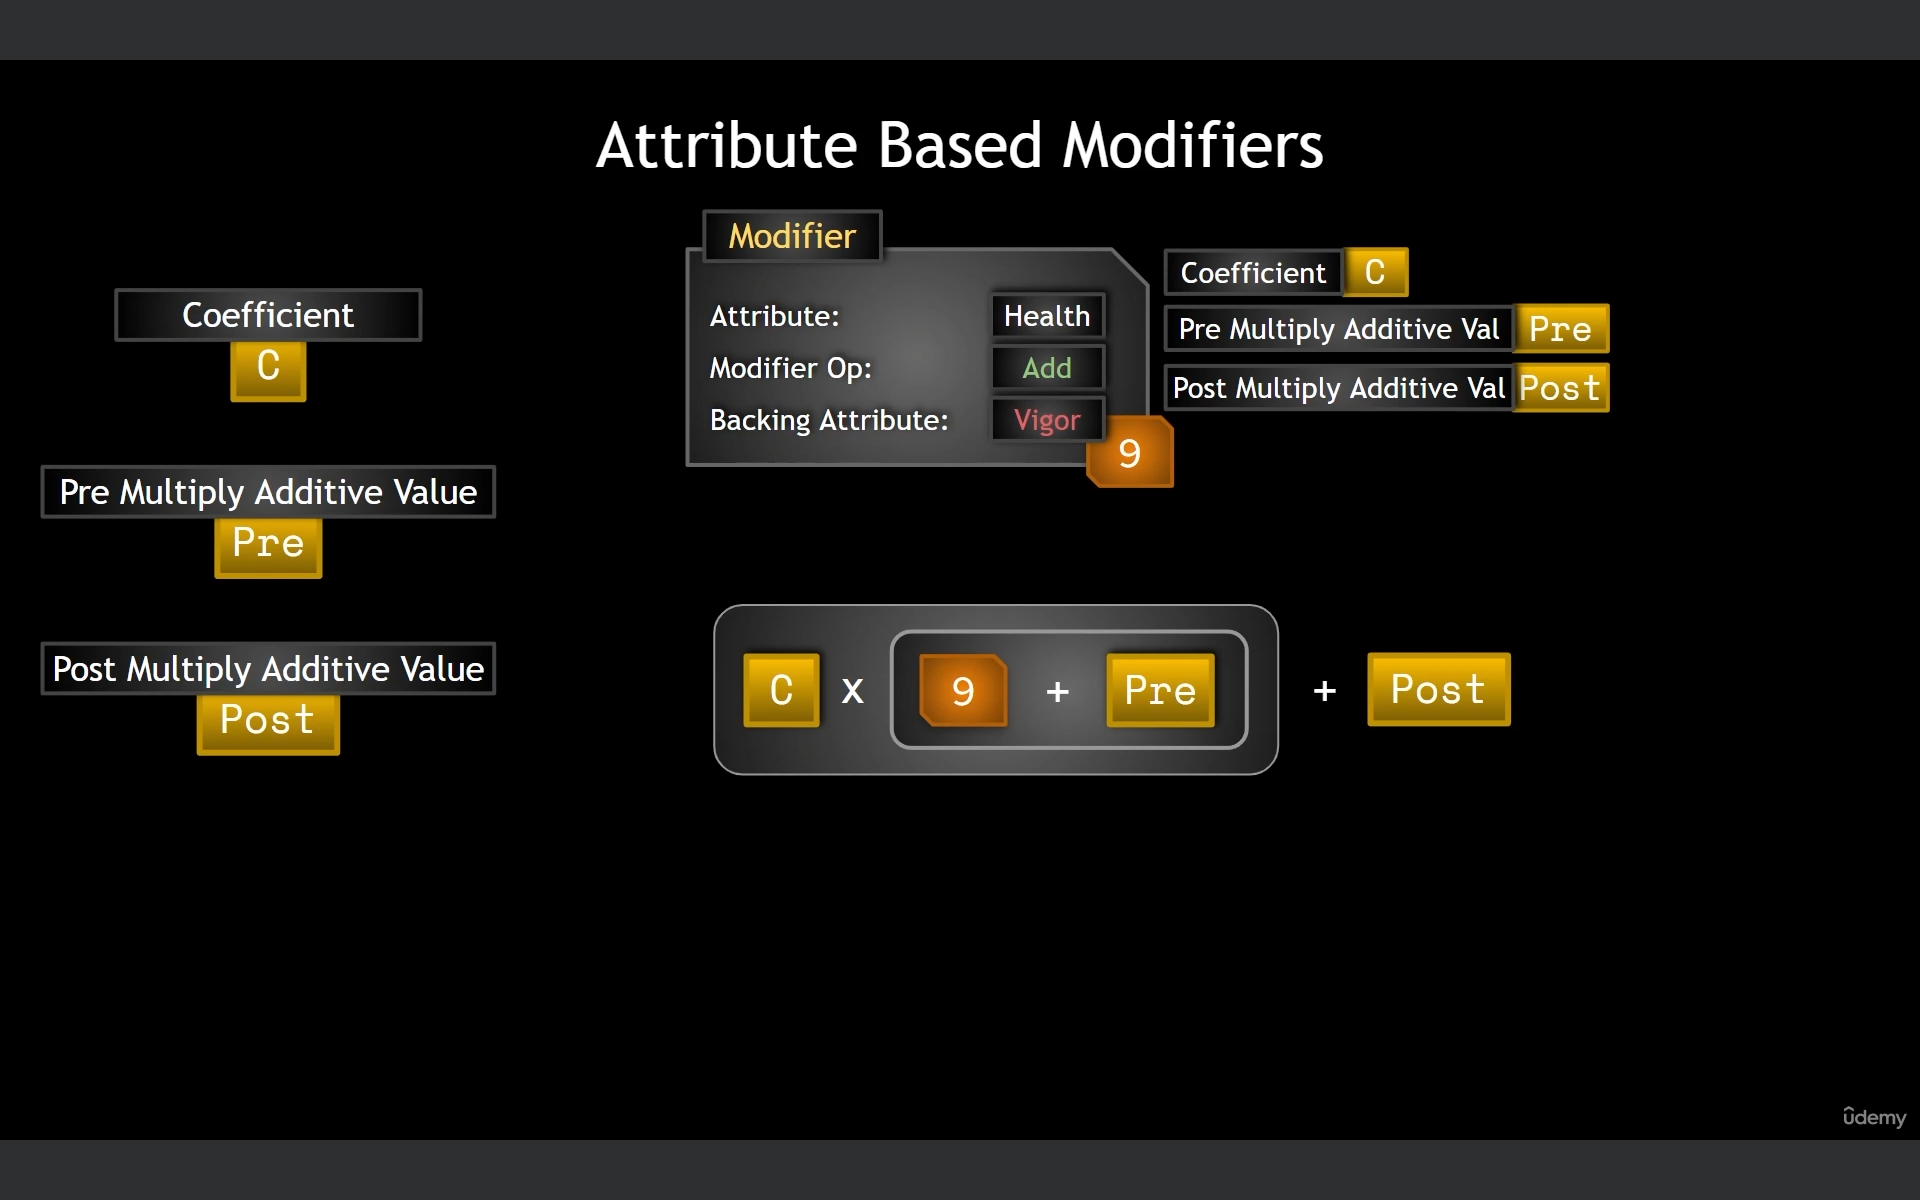 Attribute Based Modifiers
Coefficient
C
Pre Multiply Additive Value
Pre
Post Multiply Additive Value
Post
Modifier
Attribute: Health
Modifier Op: Add
Backing Attribute: Vigor
9
Coefficient C
Pre Multiply Additive Val Pre
Post Multiply Additive Val Post
C x 9 + Pre + Post
ûdemy